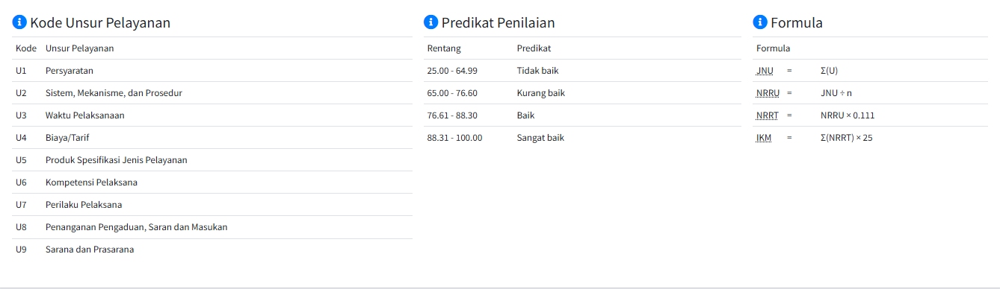 Kode Unsur Pelayanan
Kode Unsur Pelayanan
U1 Persyaratan
U2 Sistem, Mekanisme, dan Prosedur
U3 Waktu Pelaksanaan
U4 Biaya/Tarif
U5 Produk Spesifikasi Jenis Pelayanan
U6 Kompetensi Pelaksana
U7 Perilaku Pelaksana
U8 Penanganan Pengaduan, Saran dan Masukan
U9 Sarana dan Prasarana
Predikat Penilaian
Rentang Predikat
25.00 - 64.99 Tidak baik
65.00 - 76.60 Kurang baik
76.61 - 88.30 Baik
88.31 - 100.00 Sangat baik
Formula
Formula
JNU = Σ(U)
NRRU = JNU ÷ n
NRRT = NRRU × 0.111
IKM = Σ(NRRT) × 25